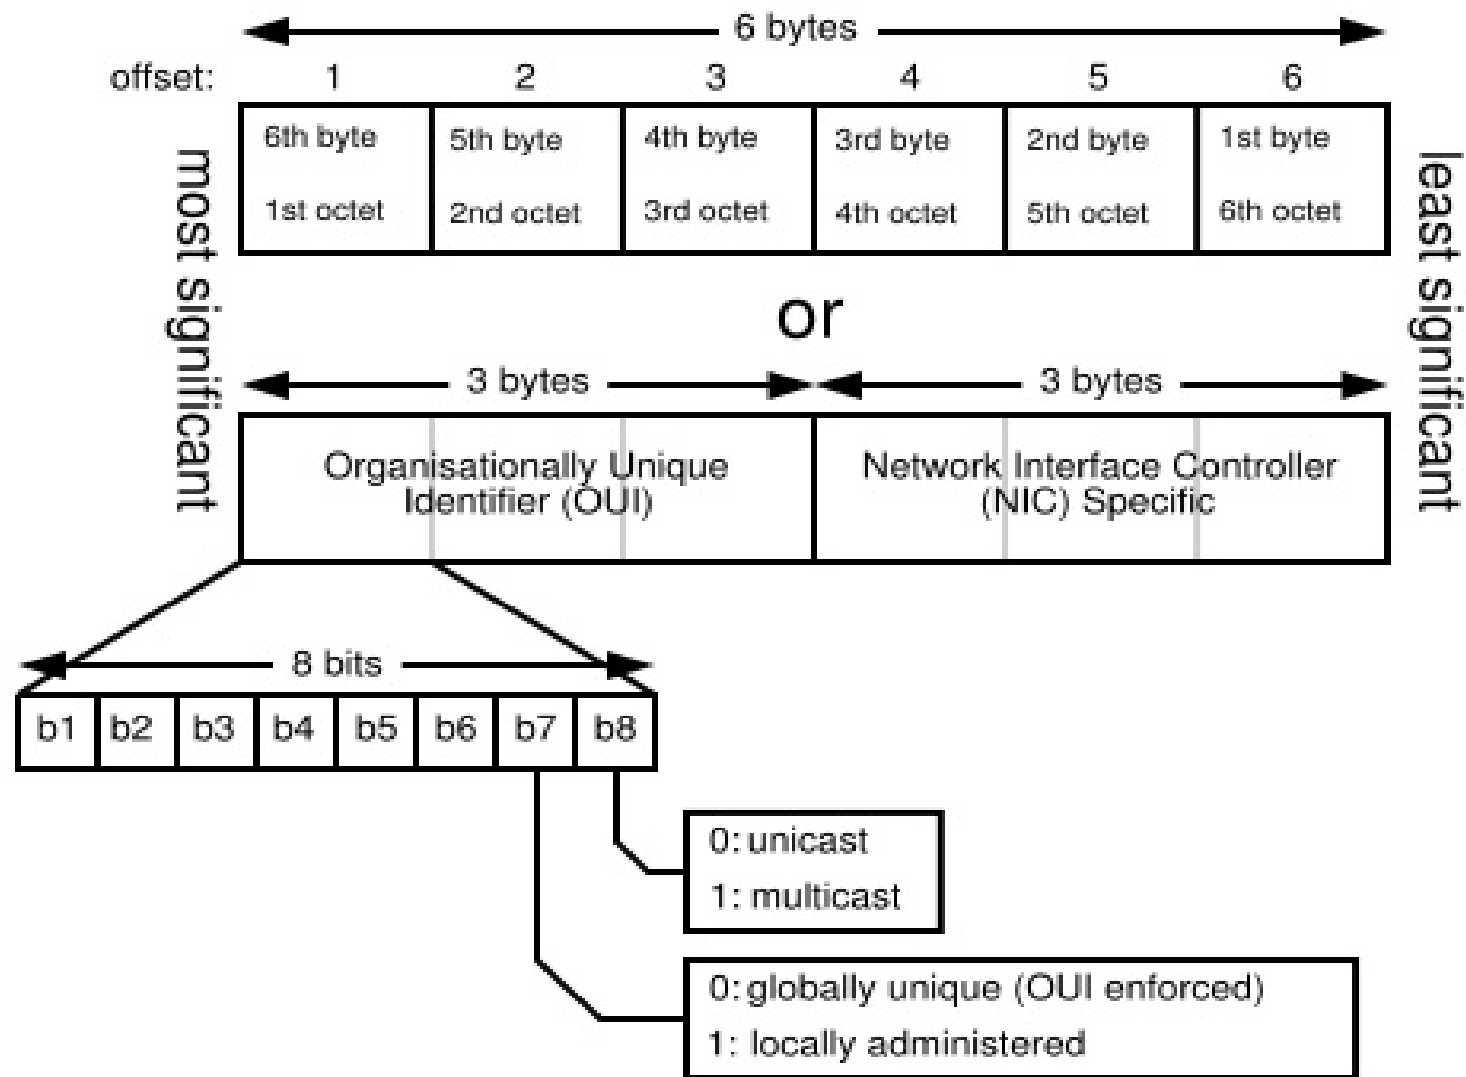 6 bytes
offset: 1 2 3 4 5 6
6th byte 5th byte 4th byte 3rd byte 2nd byte 1st byte
1st octet 2nd octet 3rd octet 4th octet 5th octet 6th octet
most significant
least significant
or
3 bytes 3 bytes
Organisationally Unique
Identifier (OUI)
Network Interface Controller
(NIC) Specific
8 bits
b1 b2 b3 b4 b5 b6 b7 b8
0: unicast
1: multicast
0: globally unique (OUI enforced)
1: locally administered